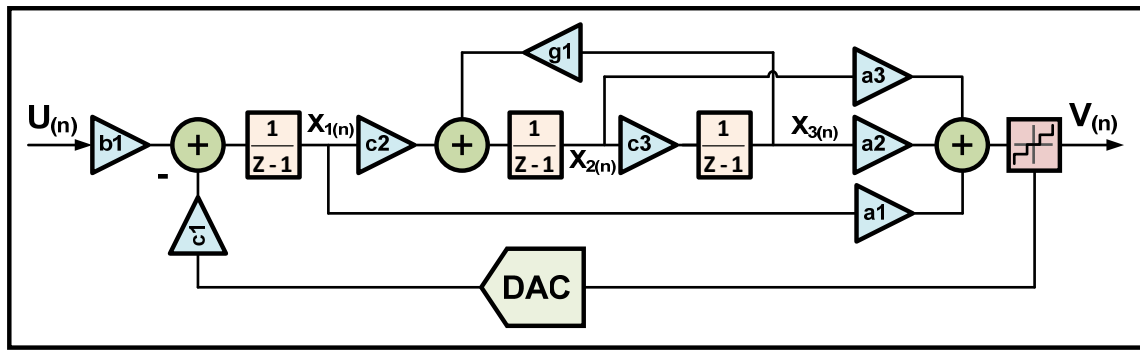 g1
a3
U(n)
b1
-
+
1
Z-1
X1(n)
c2
+
1
Z-1
X2(n)
c3
1
Z-1
X3(n)
a2
+
V(n)
a1
c1
DAC